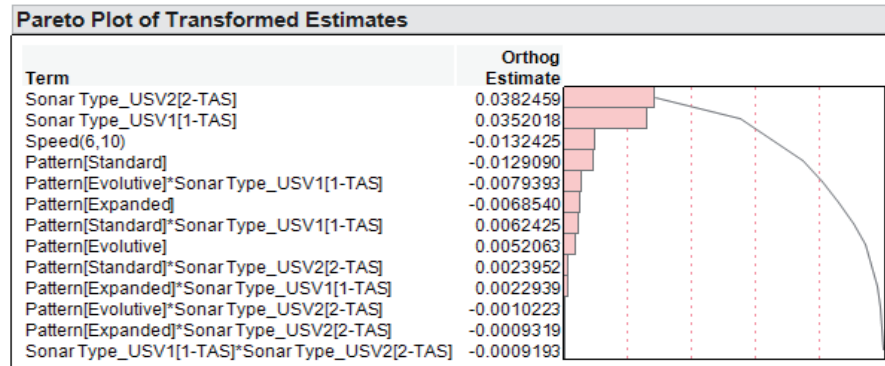 Pareto Plot of Transformed Estimates
Orthog
Term Estimate
Sonar Type_USV2[2-TAS] 0.0382459
Sonar Type_USV1[1-TAS] 0.0352018
Speed(6,10) -0.0132425
Pattern[Standard] -0.0129090
Pattern[Evolutive]*Sonar Type_USV1[1-TAS] -0.0079393
Pattern[Expanded] -0.0068540
Pattern[Standard]*Sonar Type_USV1[1-TAS] 0.0062425
Pattern[Evolutive] 0.0052063
Pattern[Standard]*Sonar Type_USV2[2-TAS] 0.0023952
Pattern[Expanded]*Sonar Type_USV1[1-TAS] 0.0022939
Pattern[Evolutive]*Sonar Type_USV2[2-TAS] -0.0010223
Pattern[Expanded]*Sonar Type_USV2[2-TAS] -0.0009319
Sonar Type_USV1[1-TAS]*Sonar Type_USV2[2-TAS] -0.0009193